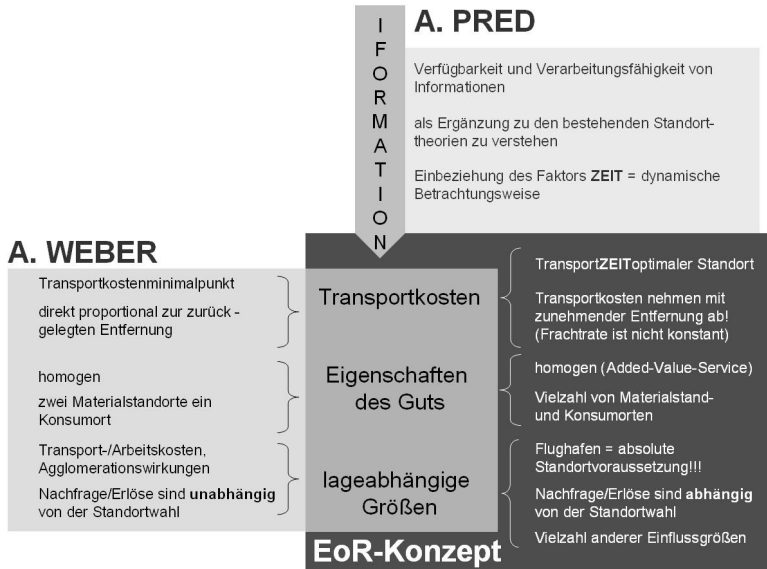 A. PRED
IFORMATION
Verfügbarkeit und Verarbeitungsfähigkeit von
Informationen
als Ergänzung zu den bestehenden Standort-
theorien zu verstehen
Einbeziehung des Faktors ZEIT = dynamische
Betrachtungsweise
A. WEBER
Transportkostenminimalpunkt
direkt proportional zur zurück -
gelegten Entfernung
homogen
zwei Materialstandorte ein
Konsumort
Transport-/Arbeitskosten,
Agglomerationswirkungen
Nachfrage/Erlöse sind unabhängig
von der Standortwahl
Transportkosten
Eigenschaften
des Guts
lageabhängige
Größen
TransportZEIToptimaler Standort
Transportkosten nehmen mit
zunehmender Entfernung ab!
(Frachtrate ist nicht konstant)
homogen (Added-Value-Service)
Vielzahl von Materialstand-
und Konsumorten
Flughafen = absolute
Standortvoraussetzung!!!
Nachfrage/Erlöse sind abhängig
von der Standortwahl
Vielzahl anderer Einflussgrößen
EoR-Konzept